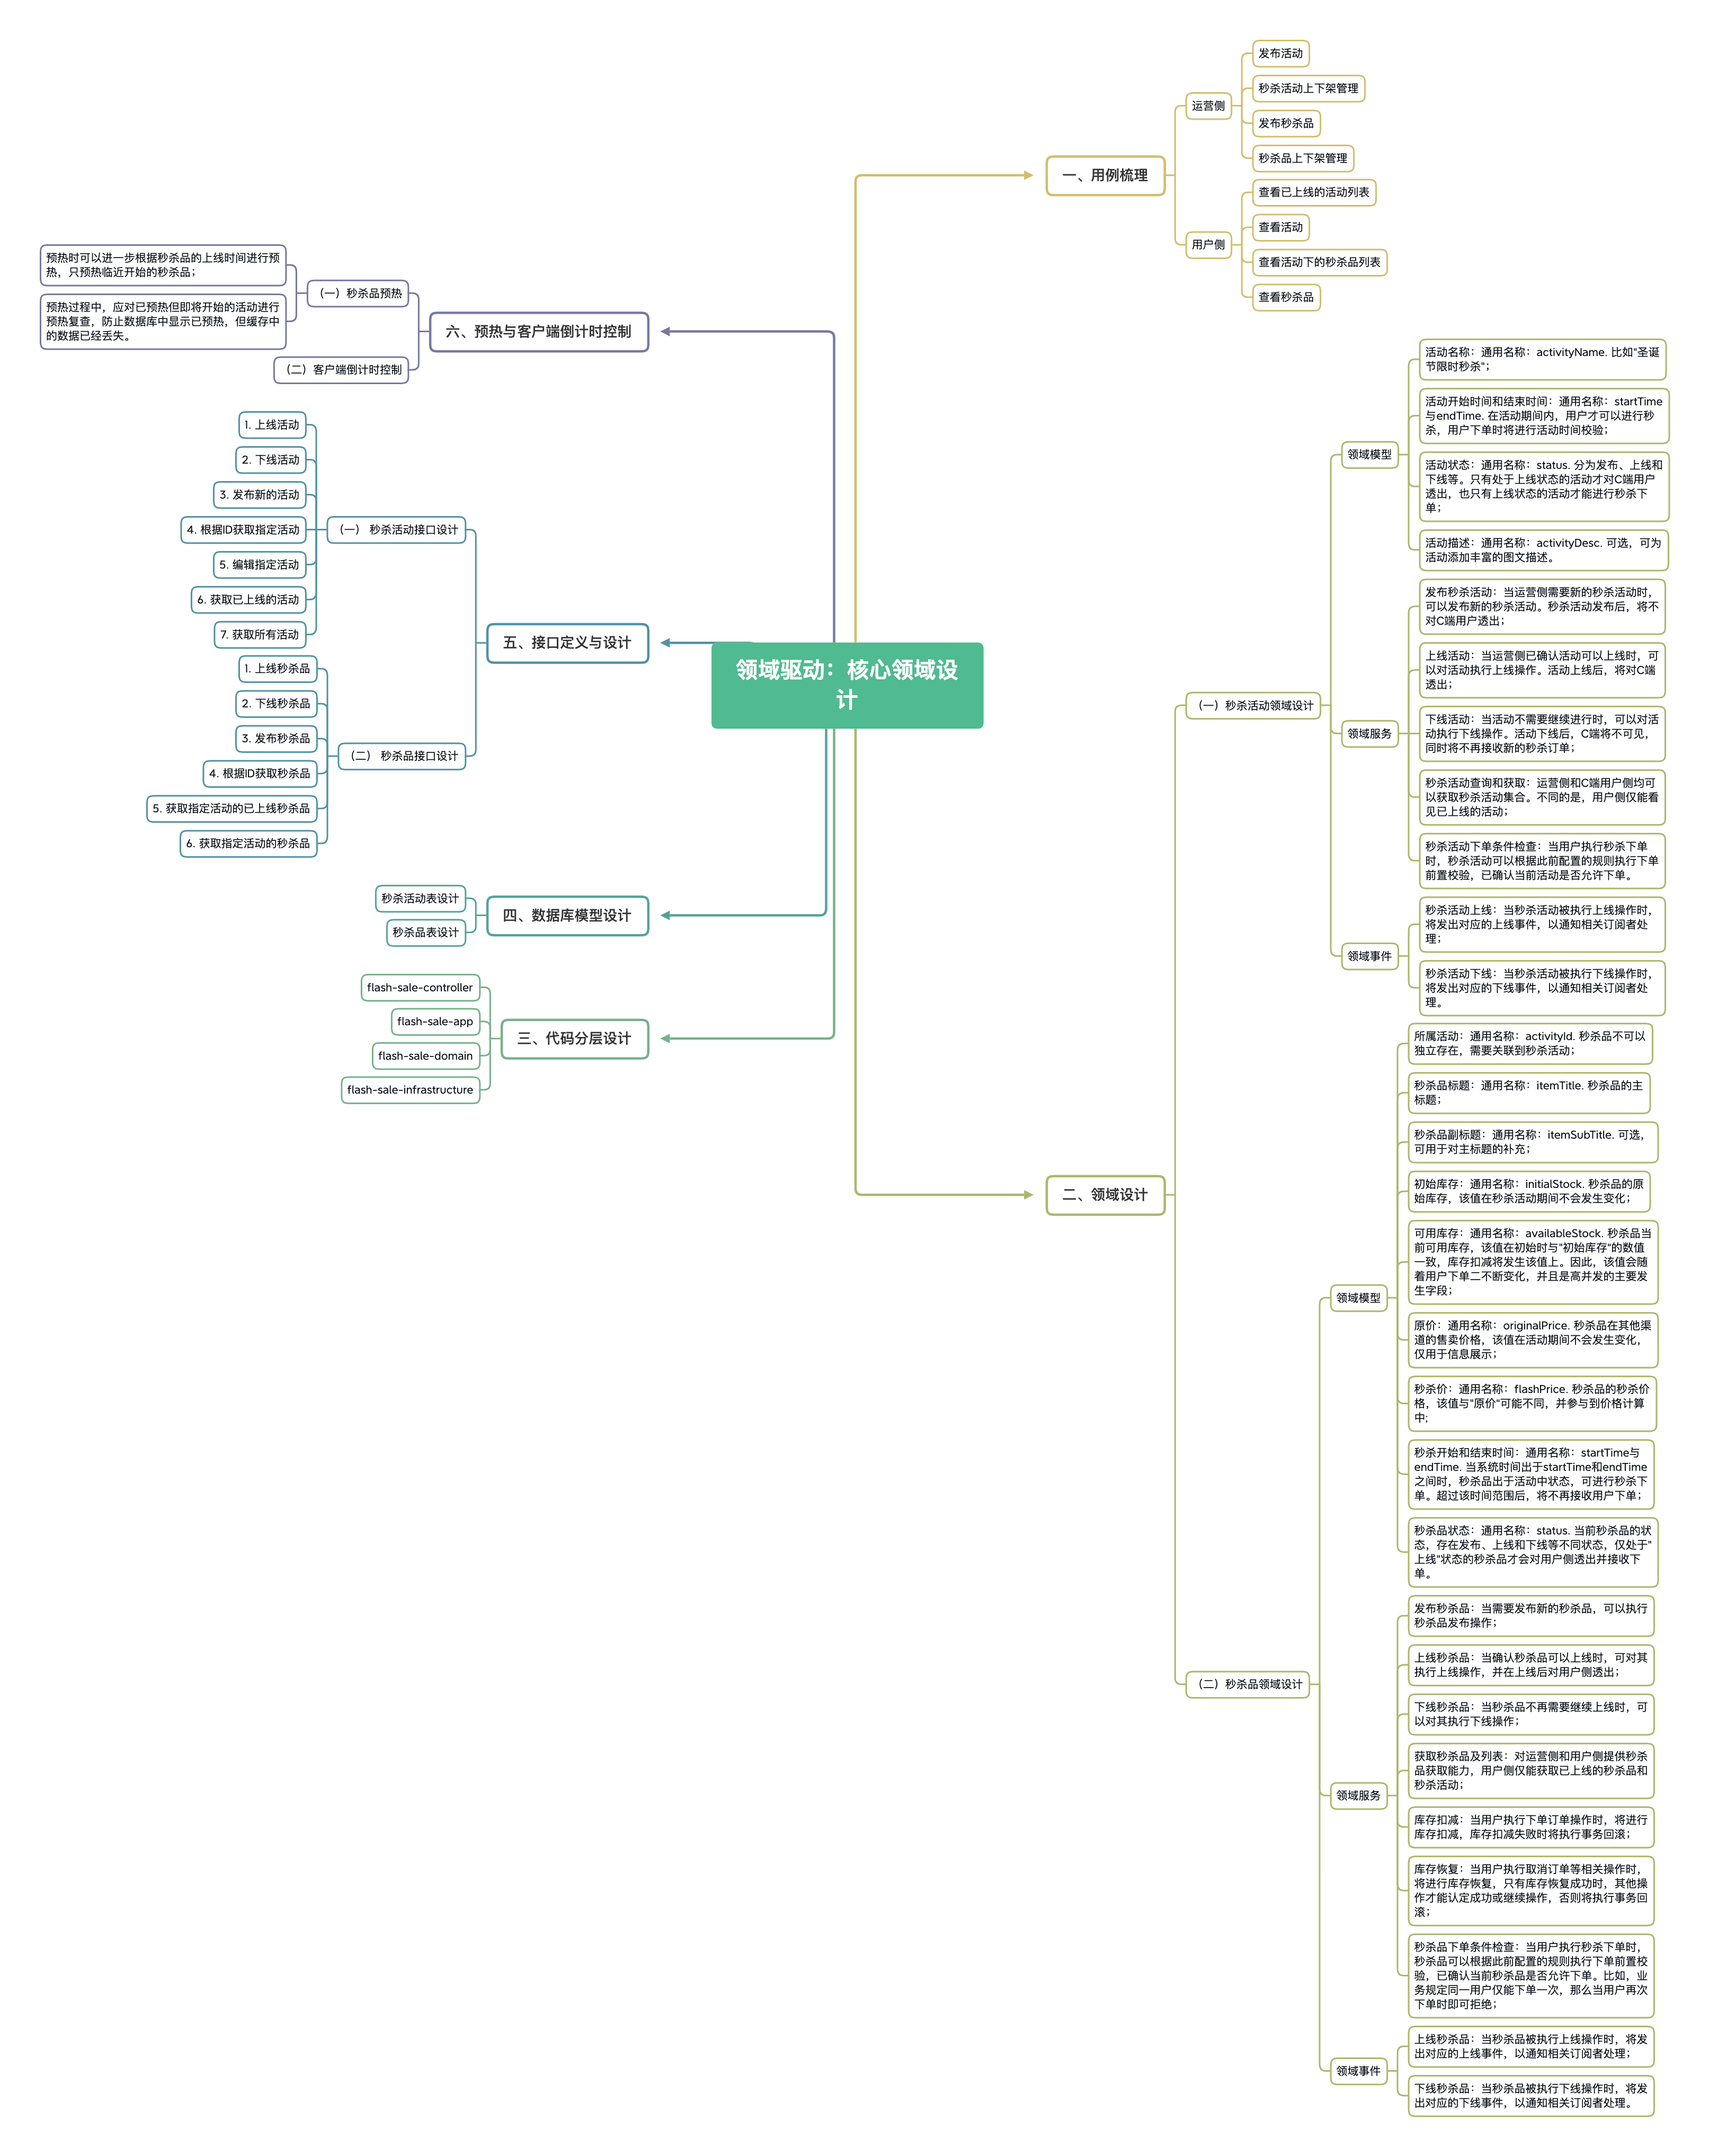 领域驱动：核心领域设
计
一、用例梳理
运营侧
发布活动
秒杀活动上下架管理
发布秒杀品
秒杀品上下架管理
用户侧
查看已上线的活动列表
查看活动
查看活动下的秒杀品列表
查看秒杀品
二、领域设计
（一）秒杀活动领域设计
领域模型
活动名称：通用名称：activityName. 比如"圣诞
节限时秒杀"；
活动开始时间和结束时间：通用名称：startTime
与endTime. 在活动期间内，用户才可以进行秒
杀，用户下单时将进行活动时间校验；
活动状态：通用名称：status. 分为发布、上线和
下线等。只有处于上线状态的活动才对C端用户
透出，也只有上线状态的活动才能进行秒杀下
单；
活动描述：通用名称：activityDesc. 可选，可为
活动添加丰富的图文描述。
领域服务
发布秒杀活动：当运营侧需要新的秒杀活动时，
可以发布新的秒杀活动。秒杀活动发布后，将不
对C端用户透出；
上线活动：当运营侧已确认活动可以上线时，可
以对活动执行上线操作。活动上线后，将对C端
透出；
下线活动：当活动不需要继续进行时，可以对活
动执行下线操作。活动下线后，C端将不可见，
同时将不再接收新的秒杀订单；
秒杀活动查询和获取：运营侧和C端用户侧均可
以获取秒杀活动集合。不同的是，用户侧仅能看
见已上线的活动；
秒杀活动下单条件检查：当用户执行秒杀下单
时，秒杀活动可以根据此前配置的规则执行下单
前置校验，已确认当前活动是否允许下单。
领域事件
秒杀活动上线：当秒杀活动被执行上线操作时，
将发出对应的上线事件，以通知相关订阅者处
理；
秒杀活动下线：当秒杀活动被执行下线操作时，
将发出对应的下线事件，以通知相关订阅者处
理。
（二）秒杀品领域设计
领域模型
所属活动：通用名称：activityId. 秒杀品不可以
独立存在，需要关联到秒杀活动；
秒杀品标题：通用名称：itemTitle. 秒杀品的主
标题；
秒杀品副标题：通用名称：itemSubTitle. 可选，
可用于对主标题的补充；
初始库存：通用名称：initialStock. 秒杀品的原
始库存，该值在秒杀活动期间不会发生变化；
可用库存：通用名称：availableStock. 秒杀品当
前可用库存，该值在初始时与"初始库存"的数值
一致，库存扣减将发生该值上。因此，该值会随
着用户下单二不断变化，并且是高并发的主要发
生字段；
原价：通用名称：originalPrice. 秒杀品在其他渠
道的售卖价格，该值在活动期间不会发生变化，
仅用于信息展示；
秒杀价：通用名称：flashPrice. 秒杀品的秒杀价
格，该值与"原价"可能不同，并参与到价格计算
中；
秒杀开始和结束时间：通用名称：startTime与
endTime. 当系统时间出于startTime和endTime
之间时，秒杀品出于活动中状态，可进行秒杀下
单。超过该时间范围后，将不再接收用户下单；
秒杀品状态：通用名称：status. 当前秒杀品的状
态，存在发布、上线和下线等不同状态，仅处于"
上线"状态的秒杀品才会对用户侧透出并接收下
单。
领域服务
发布秒杀品：当需要发布新的秒杀品，可以执行
秒杀品发布操作；
上线秒杀品：当确认秒杀品可以上线时，可对其
执行上线操作，并在上线后对用户侧透出；
下线秒杀品：当秒杀品不再需要继续上线时，可
以对其执行下线操作；
获取秒杀品及列表：对运营侧和用户侧提供秒杀
品获取能力，用户侧仅能获取已上线的秒杀品和
秒杀活动；
库存扣减：当用户执行下单订单操作时，将进行
库存扣减，库存扣减失败时将执行事务回滚；
库存恢复：当用户执行取消订单等相关操作时，
将进行库存恢复，只有库存恢复成功时，其他操
作才能认定成功或继续操作，否则将执行事务回
滚；
秒杀品下单条件检查：当用户执行秒杀下单时，
秒杀品可以根据此前配置的规则执行下单前置校
验，已确认当前秒杀品是否允许下单。比如，业
务规定同一用户仅能下单一次，那么当用户再次
下单时即可拒绝；
领域事件
上线秒杀品：当秒杀品被执行上线操作时，将发
出对应的上线事件，以通知相关订阅者处理；
下线秒杀品：当秒杀品被执行下线操作时，将发
出对应的下线事件，以通知相关订阅者处理。
三、代码分层设计
flash-sale-controller
flash-sale-app
flash-sale-domain
flash-sale-infrastructure
四、数据库模型设计
秒杀活动表设计
秒杀品表设计
五、接口定义与设计
（一） 秒杀活动接口设计
1. 上线活动
2. 下线活动
3. 发布新的活动
4. 根据ID获取指定活动
5. 编辑指定活动
6. 获取已上线的活动
7. 获取所有活动
（二） 秒杀品接口设计
1. 上线秒杀品
2. 下线秒杀品
3. 发布秒杀品
4. 根据ID获取秒杀品
5. 获取指定活动的已上线秒杀品
6. 获取指定活动的秒杀品
六、预热与客户端倒计时控制
（一）秒杀品预热
预热时可以进一步根据秒杀品的上线时间进行预
热，只预热临近开始的秒杀品；
预热过程中，应对已预热但即将开始的活动进行
预热复查，防止数据库中显示已预热，但缓存中
的数据已经丢失。
（二）客户端倒计时控制